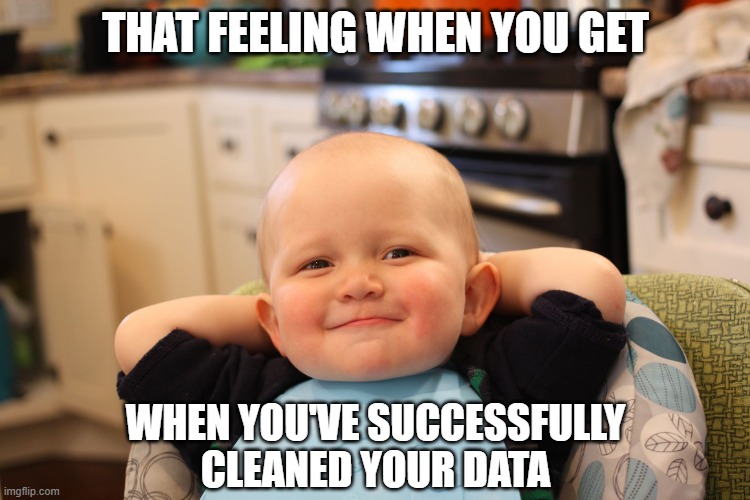 THAT FEELING WHEN YOU GET
WHEN YOU'VE SUCCESSFULLY
CLEANED YOUR DATA
imgflip.com